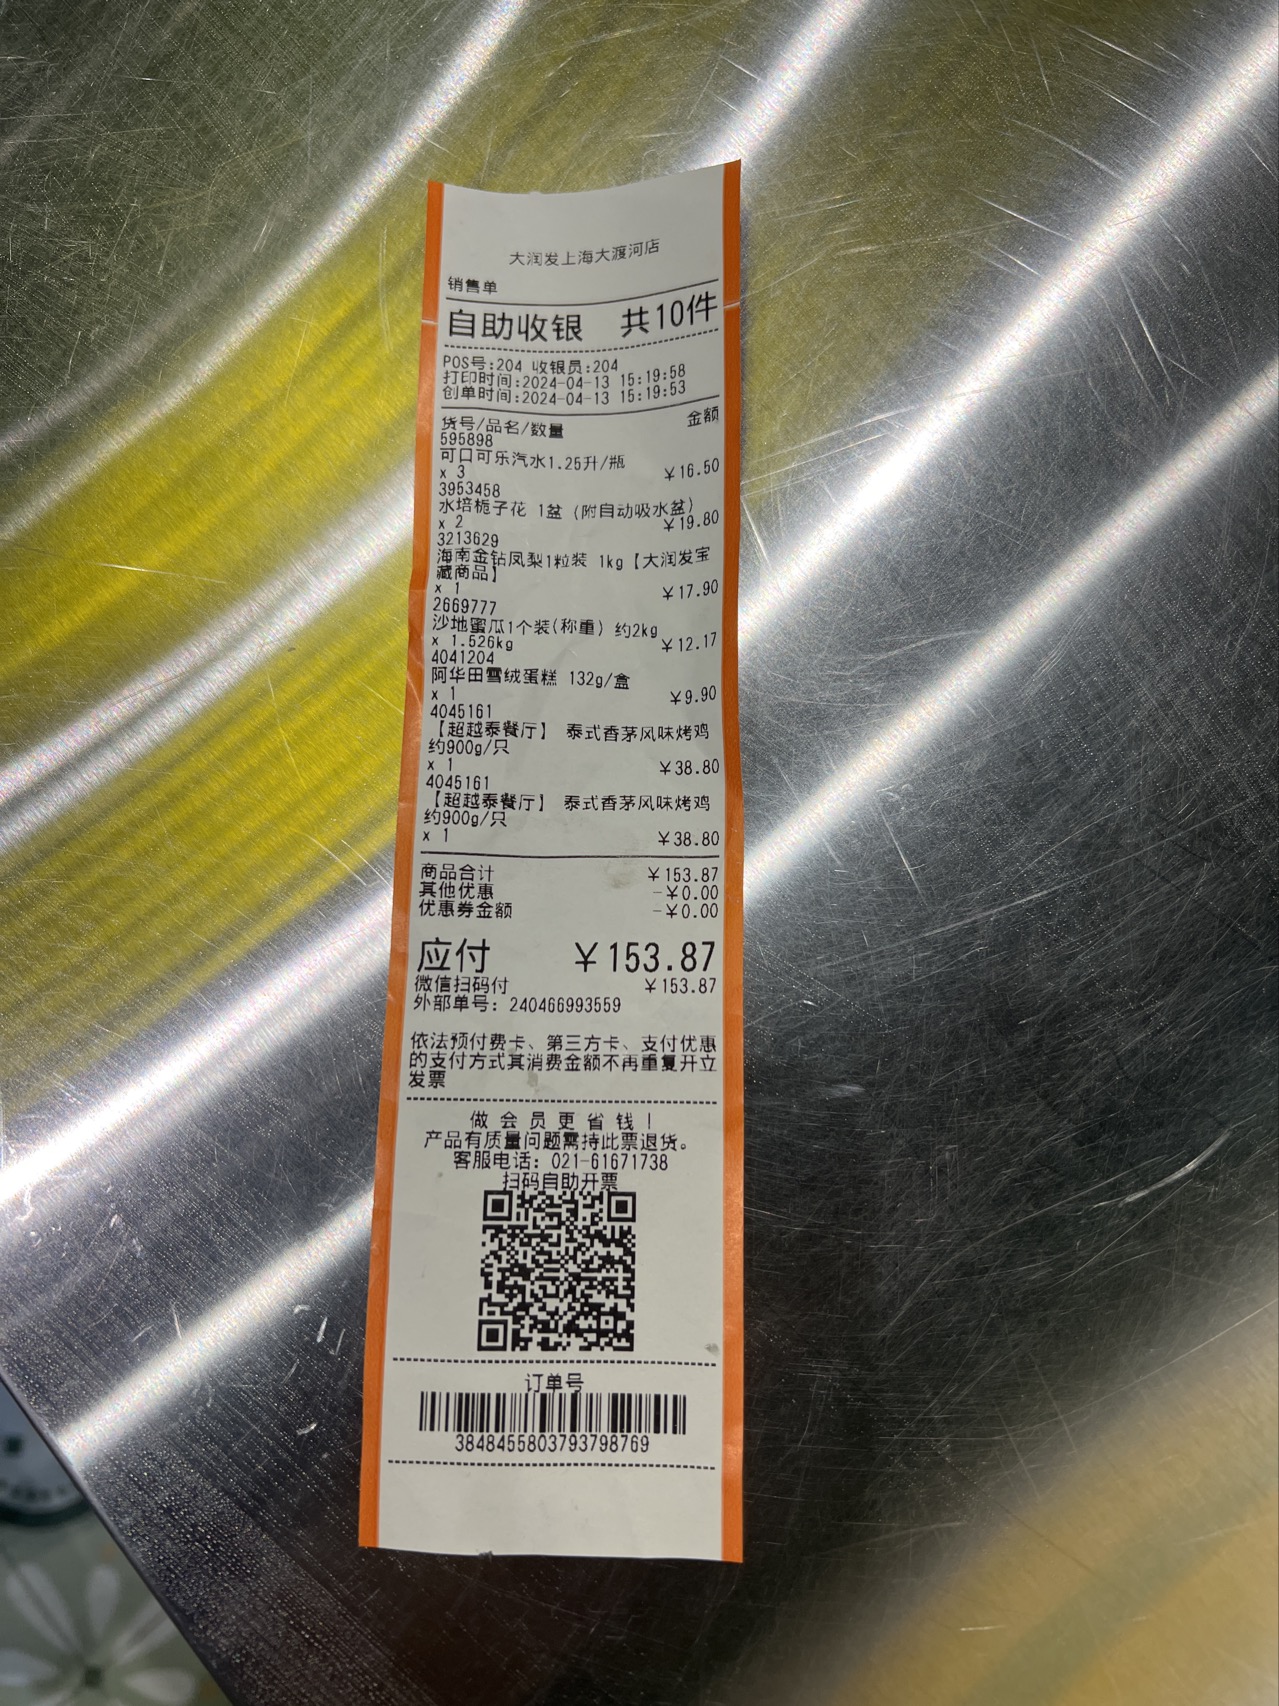 大润发上海大渡河店
销售单
自助收银 共10件
POS号:204 收银员:204
打印时间:2024-04-13 15:19:58
创单时间:2024-04-13 15:19:53
货号/品名/数量 金额
595898
可口可乐汽水1.25升/瓶
x 3 ￥16.50
3953458
水培栀子花 1盆（附自动吸水盆）
x 2 ￥19.80
3213629
海南金钻凤梨1粒装 1kg【大润发宝
藏商品】
x 1 ￥17.90
2669777
沙地蜜瓜1个装(称重) 约2kg
x 1.526kg ￥12.17
4041204
阿华田雪绒蛋糕 132g/盒
x 1 ￥9.90
4045161
【超越泰餐厅】 泰式香茅风味烤鸡
约900g/只
x 1 ￥38.80
4045161
【超越泰餐厅】 泰式香茅风味烤鸡
约900g/只
x 1 ￥38.80
商品合计 ￥153.87
其他优惠 -￥0.00
优惠券金额 -￥0.00
应付 ￥153.87
微信扫码付 ￥153.87
外部单号: 240466993559
依法预付费卡、第三方卡、支付优惠
的支付方式其消费金额不再重复开立
发票
做会员更省钱！
产品有质量问题需持此票退货。
客服电话: 021-61671738
扫码自助开票
订单号
3848455803793798769